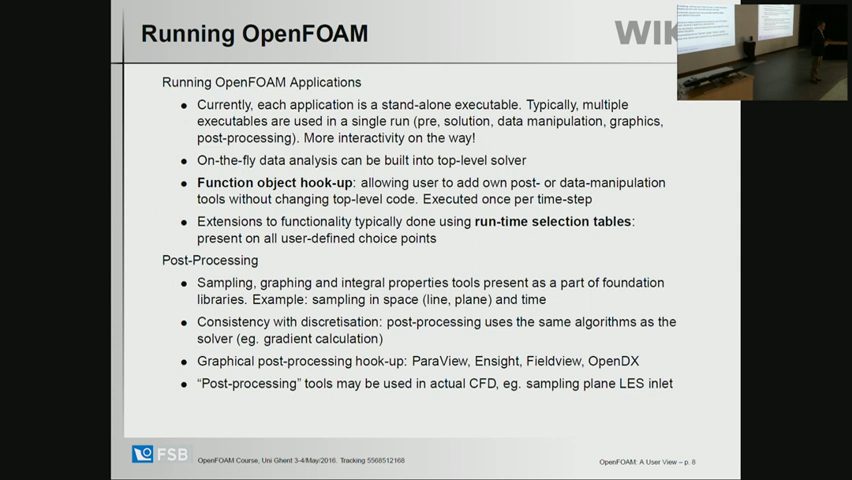 Running OpenFOAM
WIK
Running OpenFOAM Applications
● Currently, each application is a stand-alone executable. Typically, multiple
executables are used in a single run (pre, solution, data manipulation, graphics,
post-processing). More interactivity on the way!
● On-the-fly data analysis can be built into top-level solver
● Function object hook-up: allowing user to add own post- or data-manipulation
tools without changing top-level code. Executed once per time-step
● Extensions to functionality typically done using run-time selection tables:
present on all user-defined choice points
Post-Processing
● Sampling, graphing and integral properties tools present as a part of foundation
libraries. Example: sampling in space (line, plane) and time
● Consistency with discretisation: post-processing uses the same algorithms as the
solver (eg. gradient calculation)
● Graphical post-processing hook-up: ParaView, Ensight, Fieldview, OpenDX
● “Post-processing” tools may be used in actual CFD, eg. sampling plane LES inlet
FSB
OpenFOAM Course, Uni Ghent 3-4/May/2016. Tracking 5568512168
OpenFOAM: A User View – p. 8